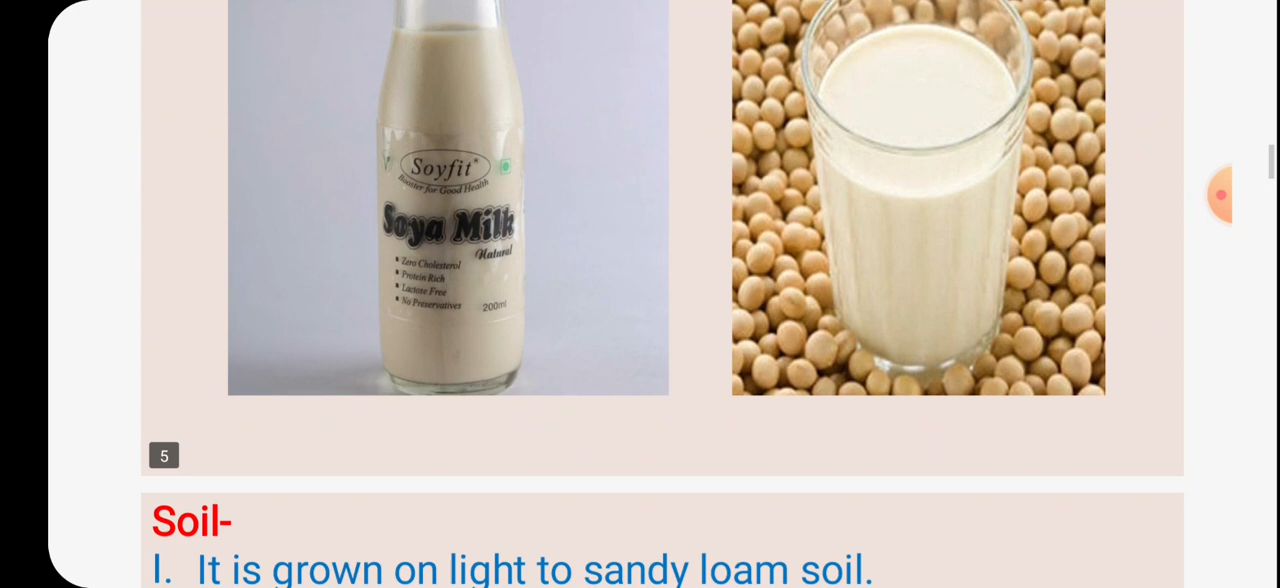 Soyfit*
Booster for Good Health
Soya Milk
Natural
Zero Cholesterol
Protein Rich
Lactose Free
No Preservatives
200ml
5
Soil-
I. It is grown on light to sandy loam soil.